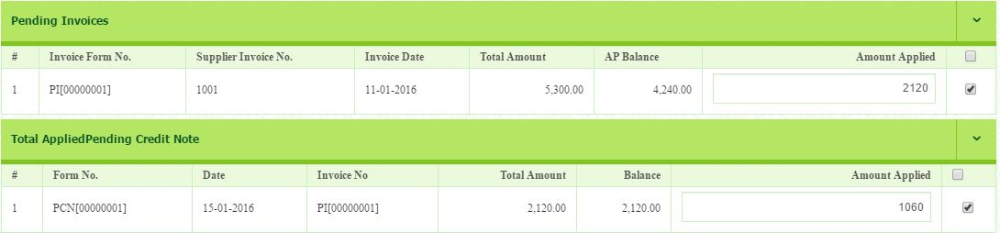 Pending Invoices
# Invoice Form No. Supplier Invoice No. Invoice Date Total Amount AP Balance Amount Applied
1 PI[00000001] 1001 11-01-2016 5,300.00 4,240.00 2120
Total AppliedPending Credit Note
# Form No. Date Invoice No Total Amount Balance Amount Applied
1 PCN[00000001] 15-01-2016 PI[00000001] 2,120.00 2,120.00 1060